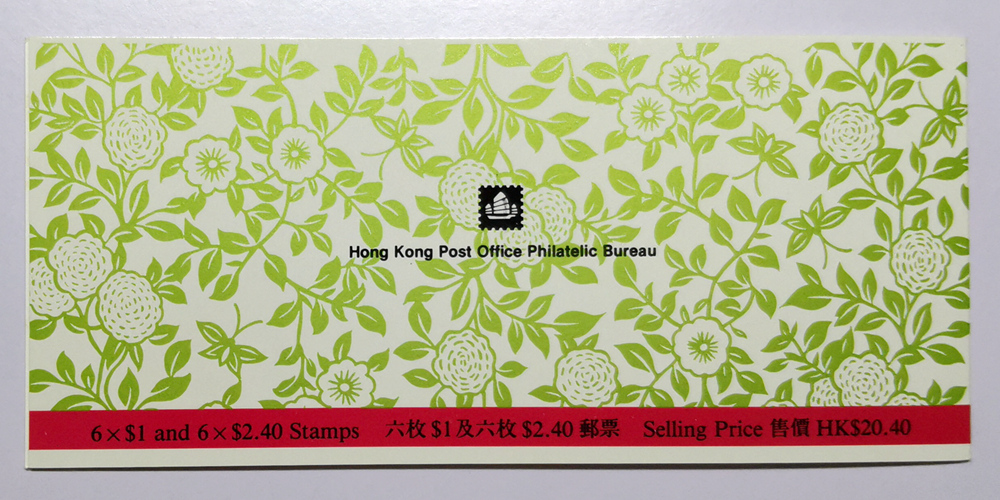 Hong Kong Post Office Philatelic Bureau
6×$1 and 6×$2.40 Stamps 六枚 $1及六枚 $2.40 郵票 Selling Price 售價 HK$20.40